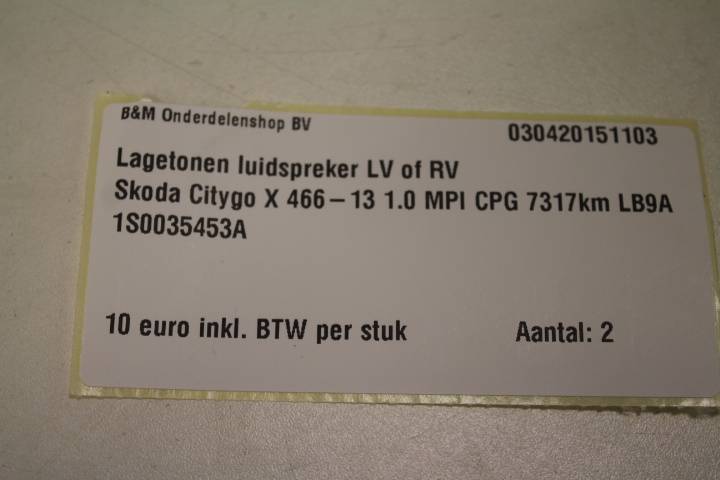 B&M Onderdelenshop BV
030420151103
Lagetonen luidspreker LV of RV
Skoda Citygo X 466-13 1.0 MPI CPG 7317km LB9A
1S0035453A
10 euro inkl. BTW per stuk
Aantal: 2